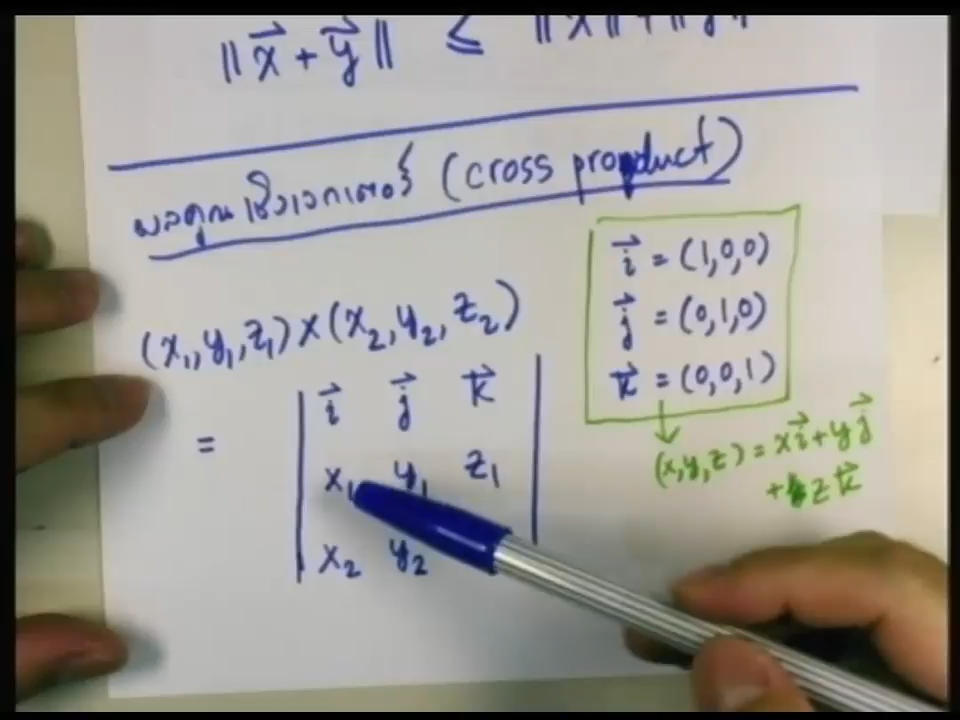 ‖x⃗ + y⃗‖ ≤ ‖x‖ + ‖y‖
ผลคูณเชิงเวกเตอร์ (cross product)
(x₁, y₁, z₁) × (x₂, y₂, z₂)
= | i⃗ j⃗ k⃗ |
x₁ y₁ z₁
x₂ y₂
i⃗ = (1,0,0)
j⃗ = (0,1,0)
k⃗ = (0,0,1)
(x,y,z) = xi⃗ + yj⃗
+ zk⃗